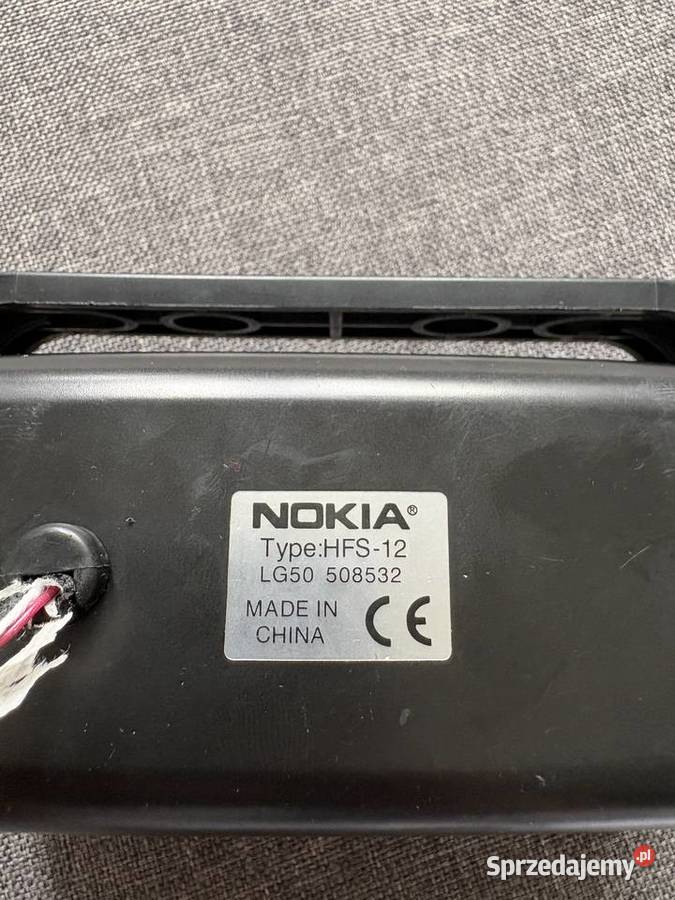 NOKIA®
Type:HFS-12
LG50 508532
MADE IN
CHINA
CE
Sprzedajemy.pl